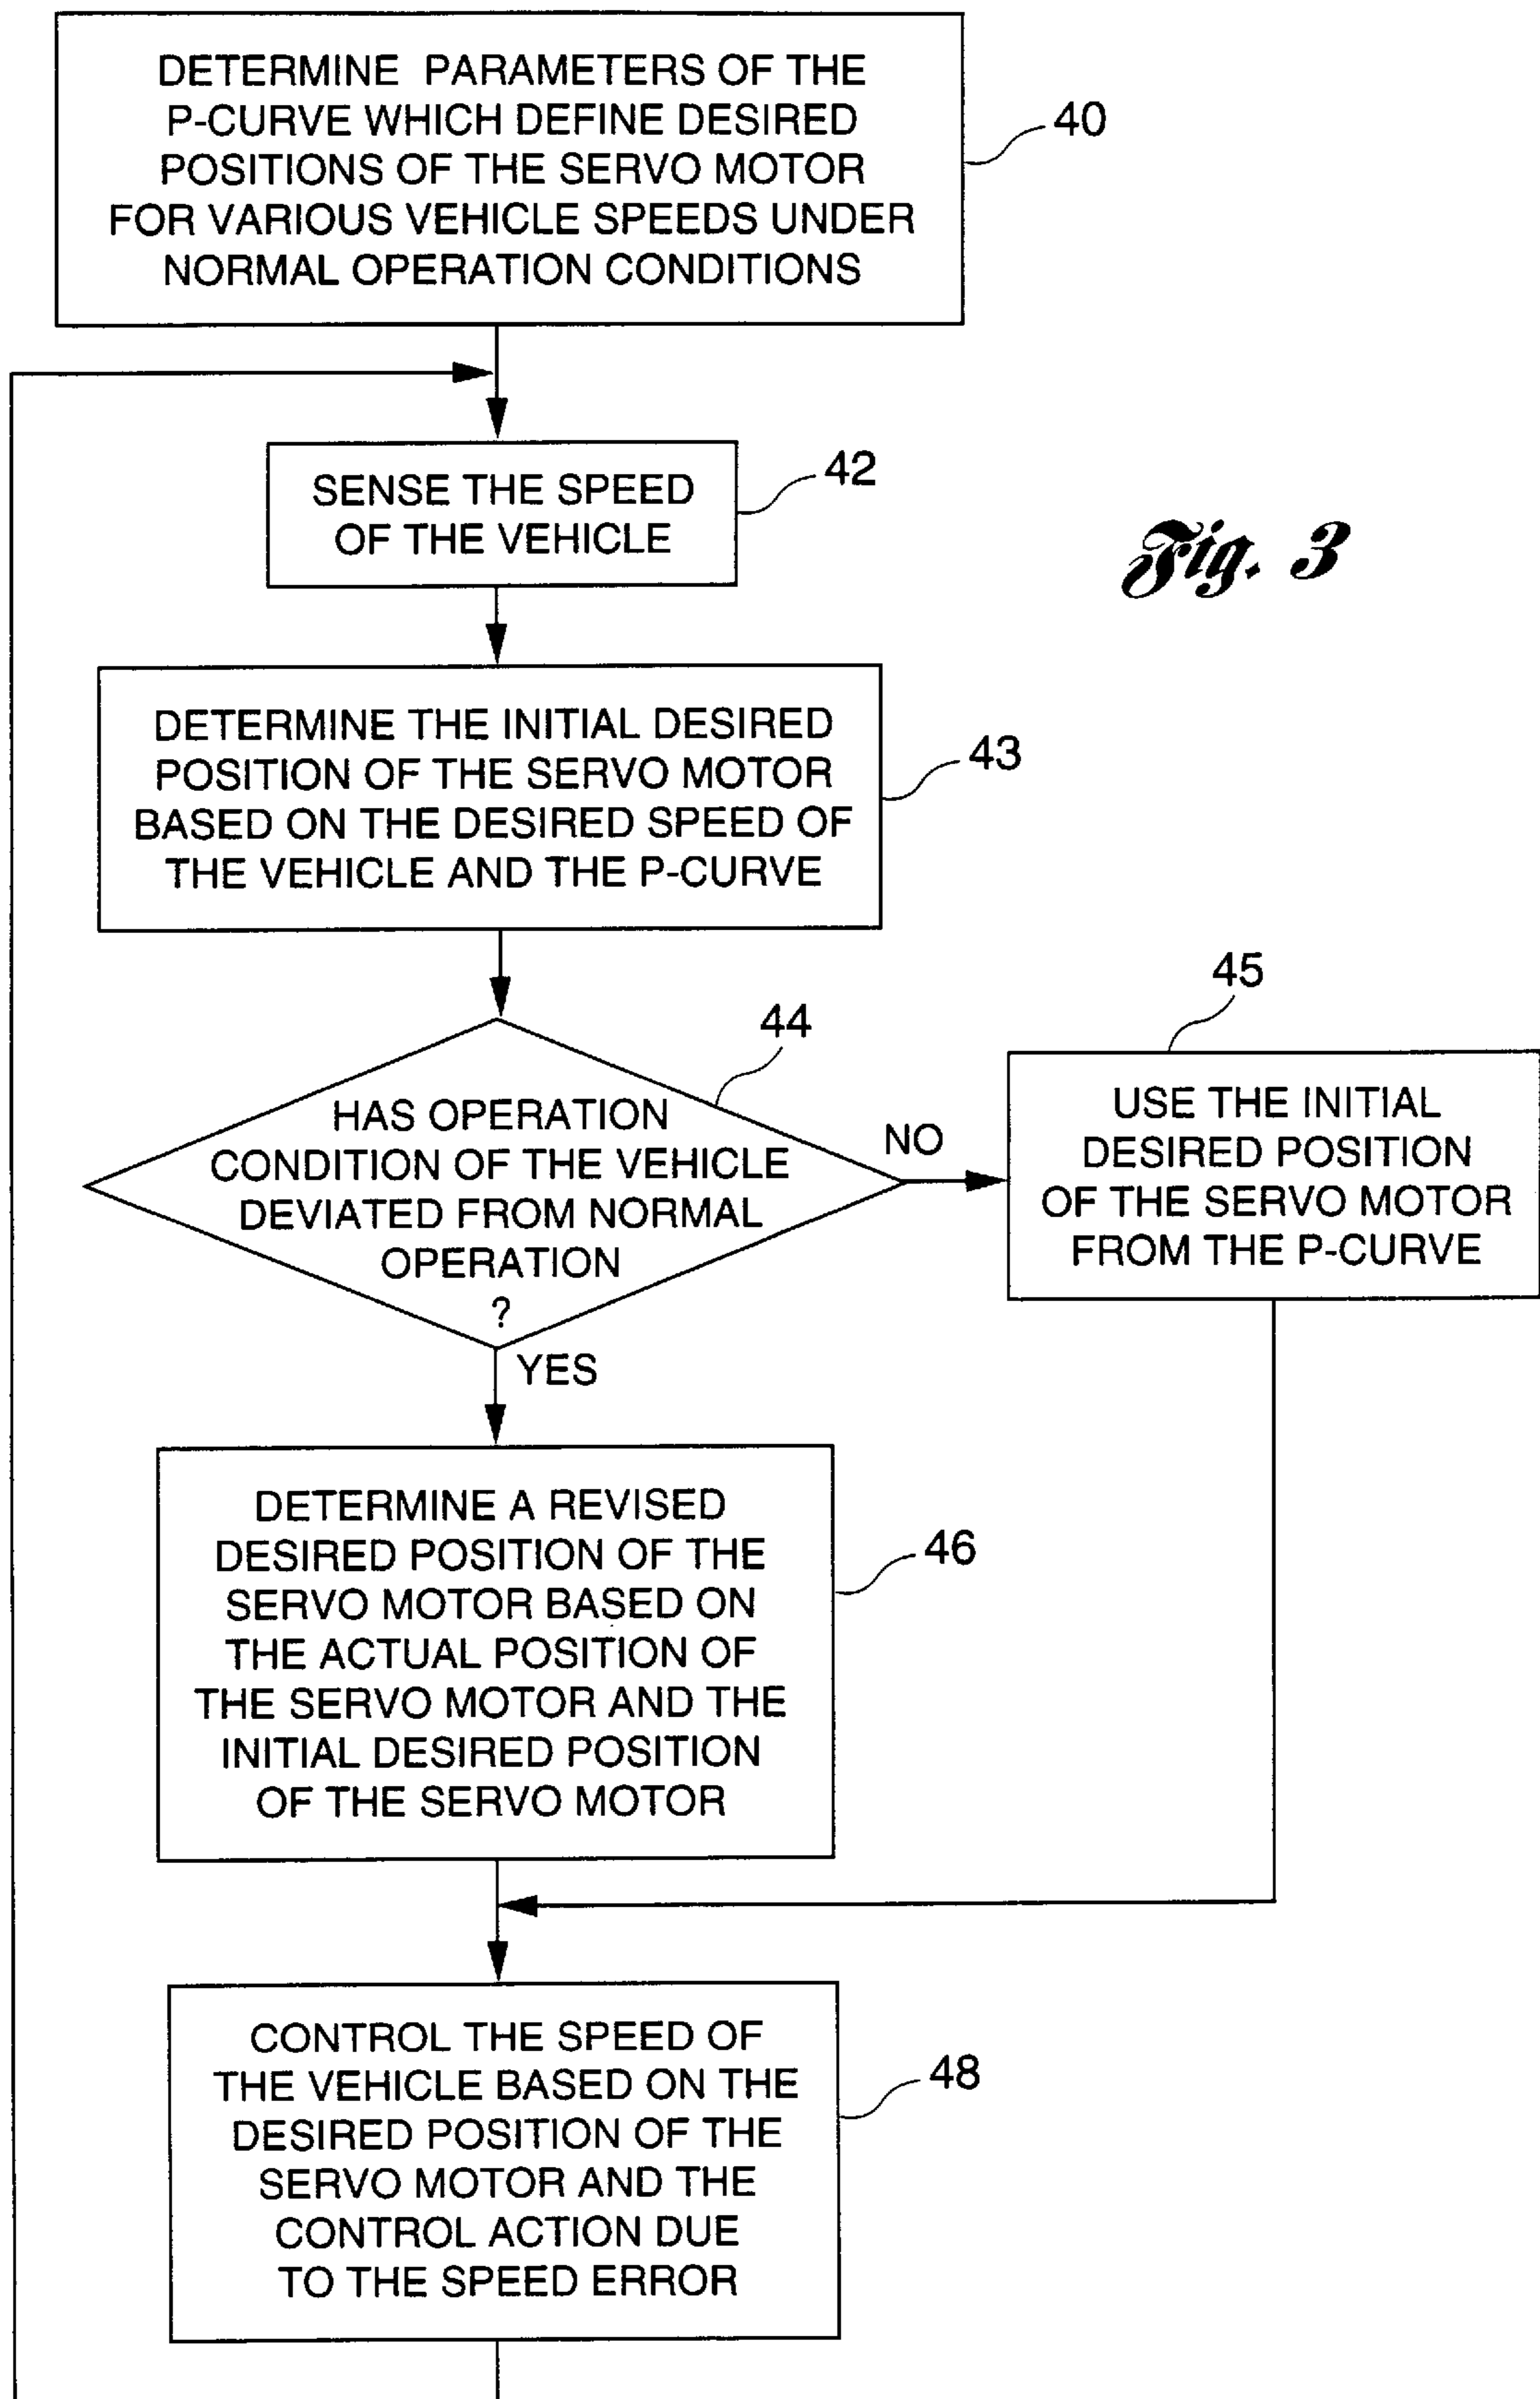 DETERMINE PARAMETERS OF THE
P-CURVE WHICH DEFINE DESIRED
POSITIONS OF THE SERVO MOTOR
FOR VARIOUS VEHICLE SPEEDS UNDER
NORMAL OPERATION CONDITIONS
40
SENSE THE SPEED
OF THE VEHICLE
42
Fig. 3
DETERMINE THE INITIAL DESIRED
POSITION OF THE SERVO MOTOR
BASED ON THE DESIRED SPEED OF
THE VEHICLE AND THE P-CURVE
43
44
HAS OPERATION
CONDITION OF THE VEHICLE
DEVIATED FROM NORMAL
OPERATION
?
NO
45
USE THE INITIAL
DESIRED POSITION
OF THE SERVO MOTOR
FROM THE P-CURVE
YES
DETERMINE A REVISED
DESIRED POSITION OF THE
SERVO MOTOR BASED ON
THE ACTUAL POSITION OF
THE SERVO MOTOR AND THE
INITIAL DESIRED POSITION
OF THE SERVO MOTOR
46
CONTROL THE SPEED OF
THE VEHICLE BASED ON THE
DESIRED POSITION OF THE
SERVO MOTOR AND THE
CONTROL ACTION DUE
TO THE SPEED ERROR
48